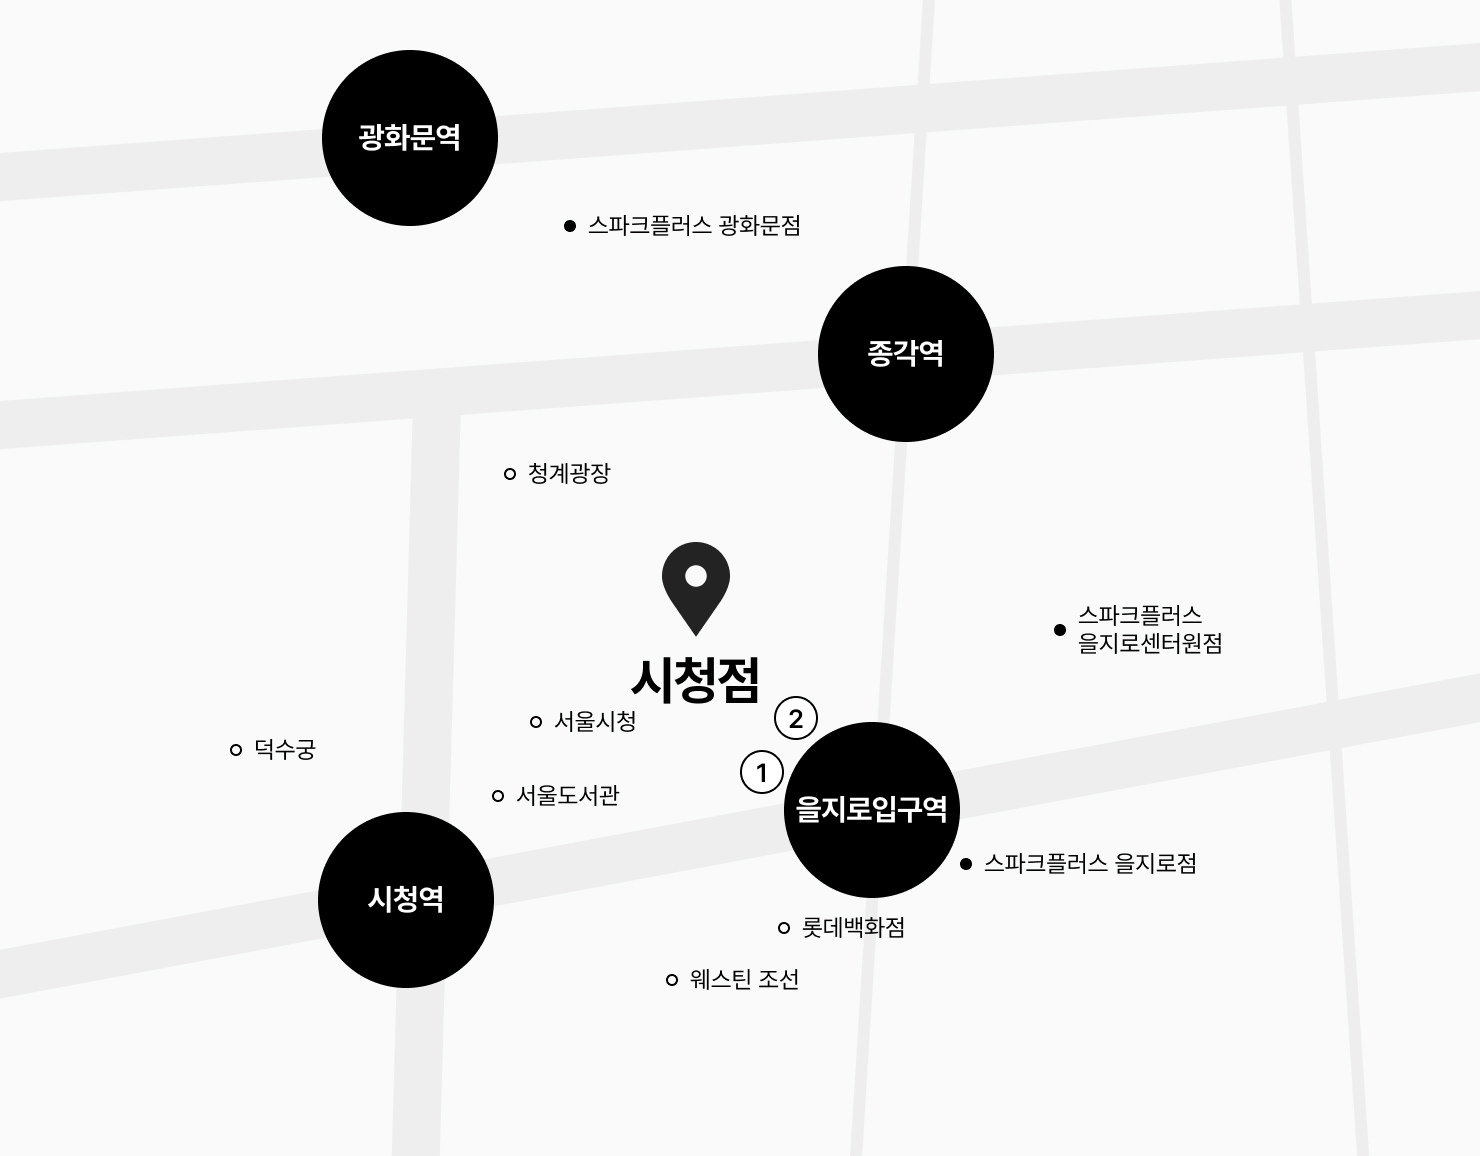 광화문역
스파크플러스 광화문점
종각역
청계광장
시청점
스파크플러스
을지로센터원점
2
서울시청
덕수궁
1
서울도서관
을지로입구역
스파크플러스 을지로점
시청역
롯데백화점
웨스틴 조선